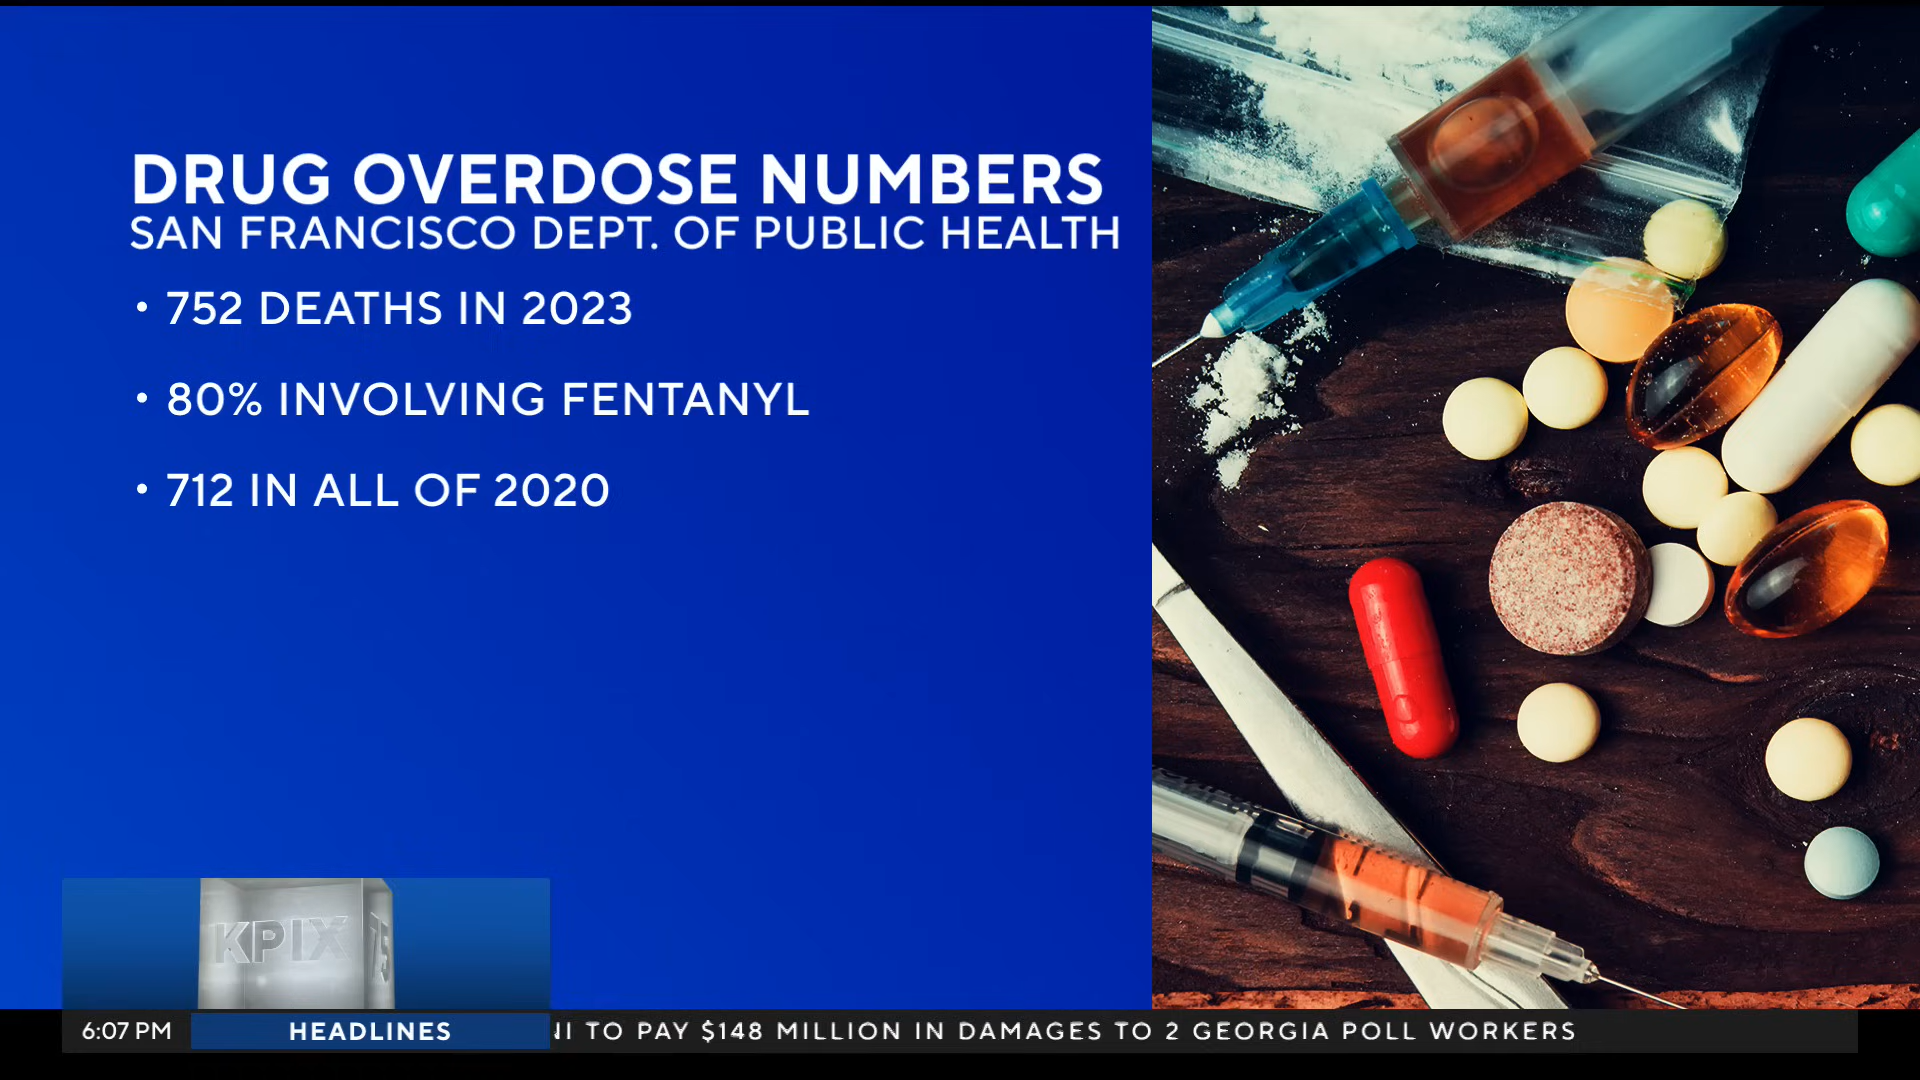 DRUG OVERDOSE NUMBERS
SAN FRANCISCO DEPT. OF PUBLIC HEALTH
• 752 DEATHS IN 2023
• 80% INVOLVING FENTANYL
• 712 IN ALL OF 2020
KPIX
6:07 PM HEADLINES NI TO PAY $148 MILLION IN DAMAGES TO 2 GEORGIA POLL WORKERS